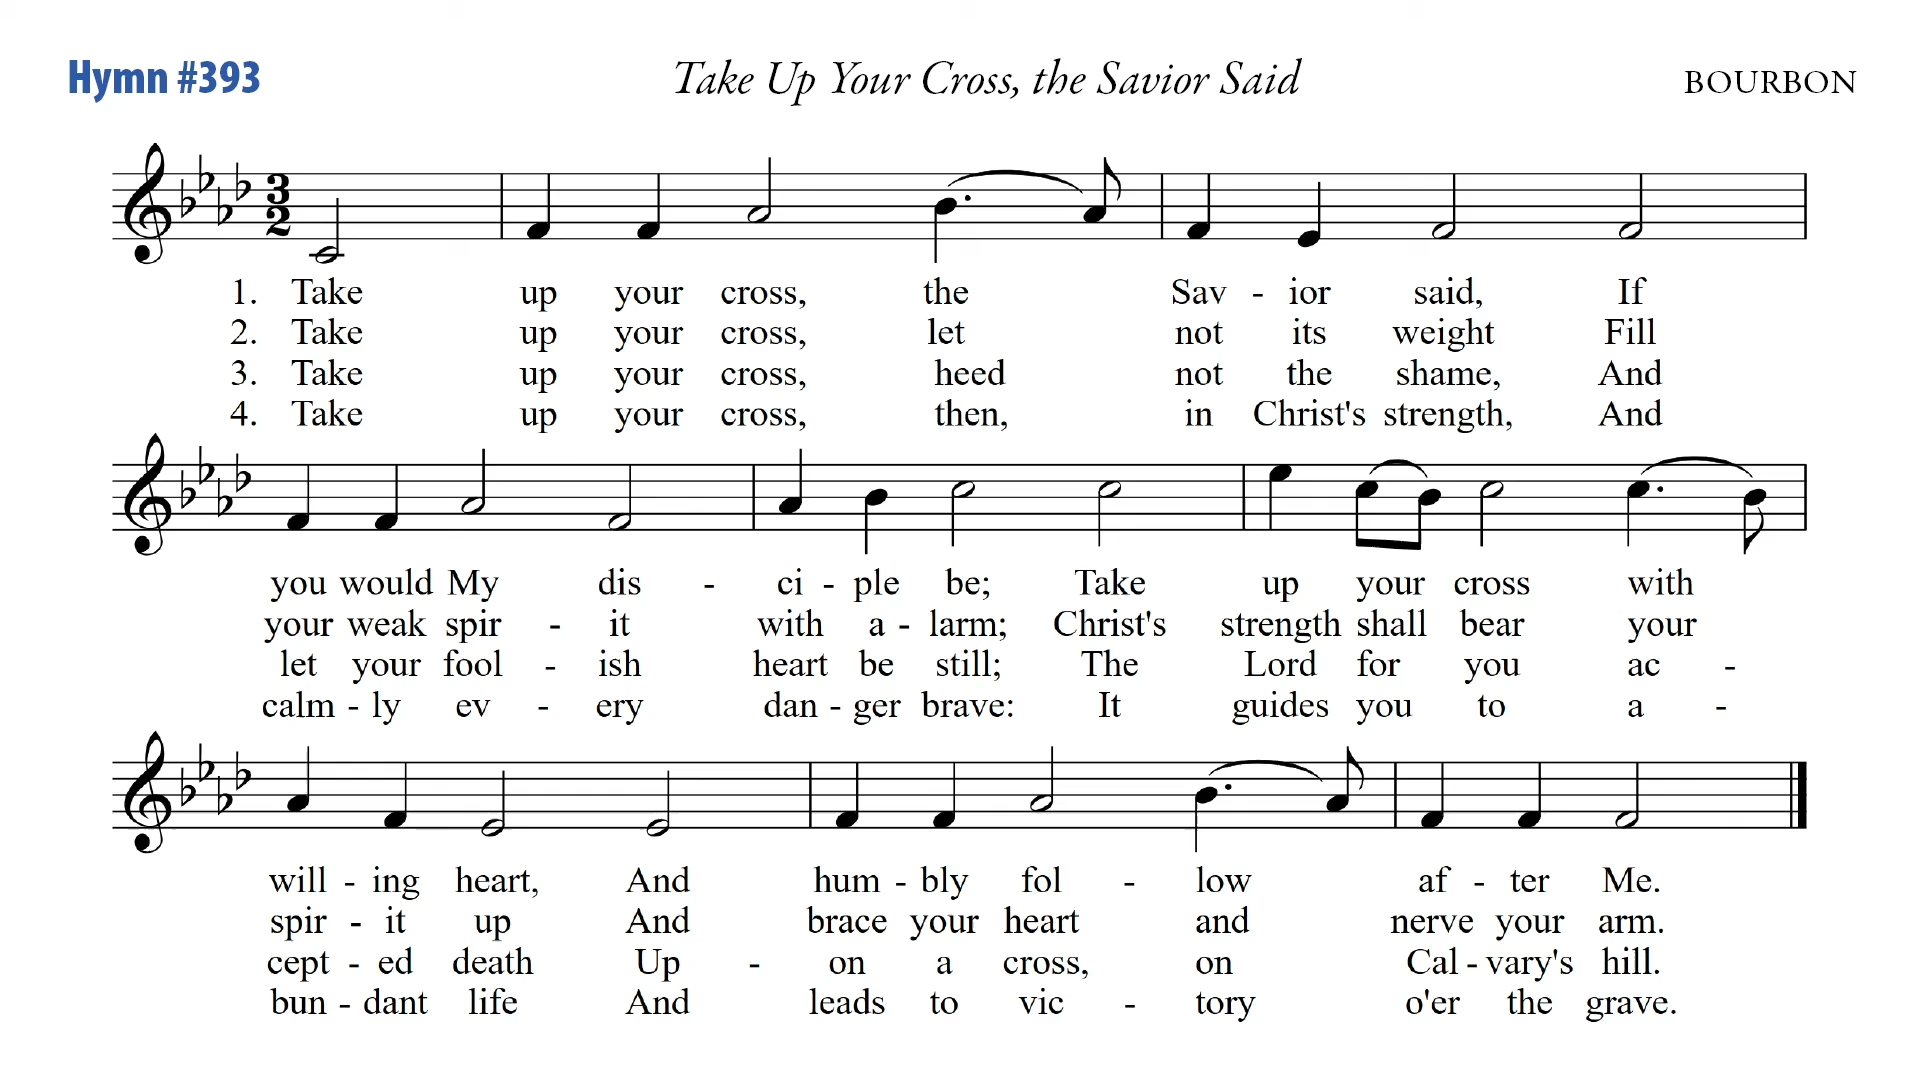 Hymn #393 Take Up Your Cross, the Savior Said BOURBON
3
2
1. Take up your cross, the Sav - ior said, If
2. Take up your cross, let not its weight Fill
3. Take up your cross, heed not the shame, And
4. Take up your cross, then, in Christ's strength, And
you would My dis - ci - ple be; Take up your cross with
your weak spir - it with a - larm; Christ's strength shall bear your
let your fool - ish heart be still; The Lord for you ac -
calm - ly ev - ery dan - ger brave: It guides you to a -
will - ing heart, And hum - bly fol - low af - ter Me.
spir - it up And brace your heart and nerve your arm.
cept - ed death Up - on a cross, on Cal - vary's hill.
bun - dant life And leads to vic - tory o'er the grave.